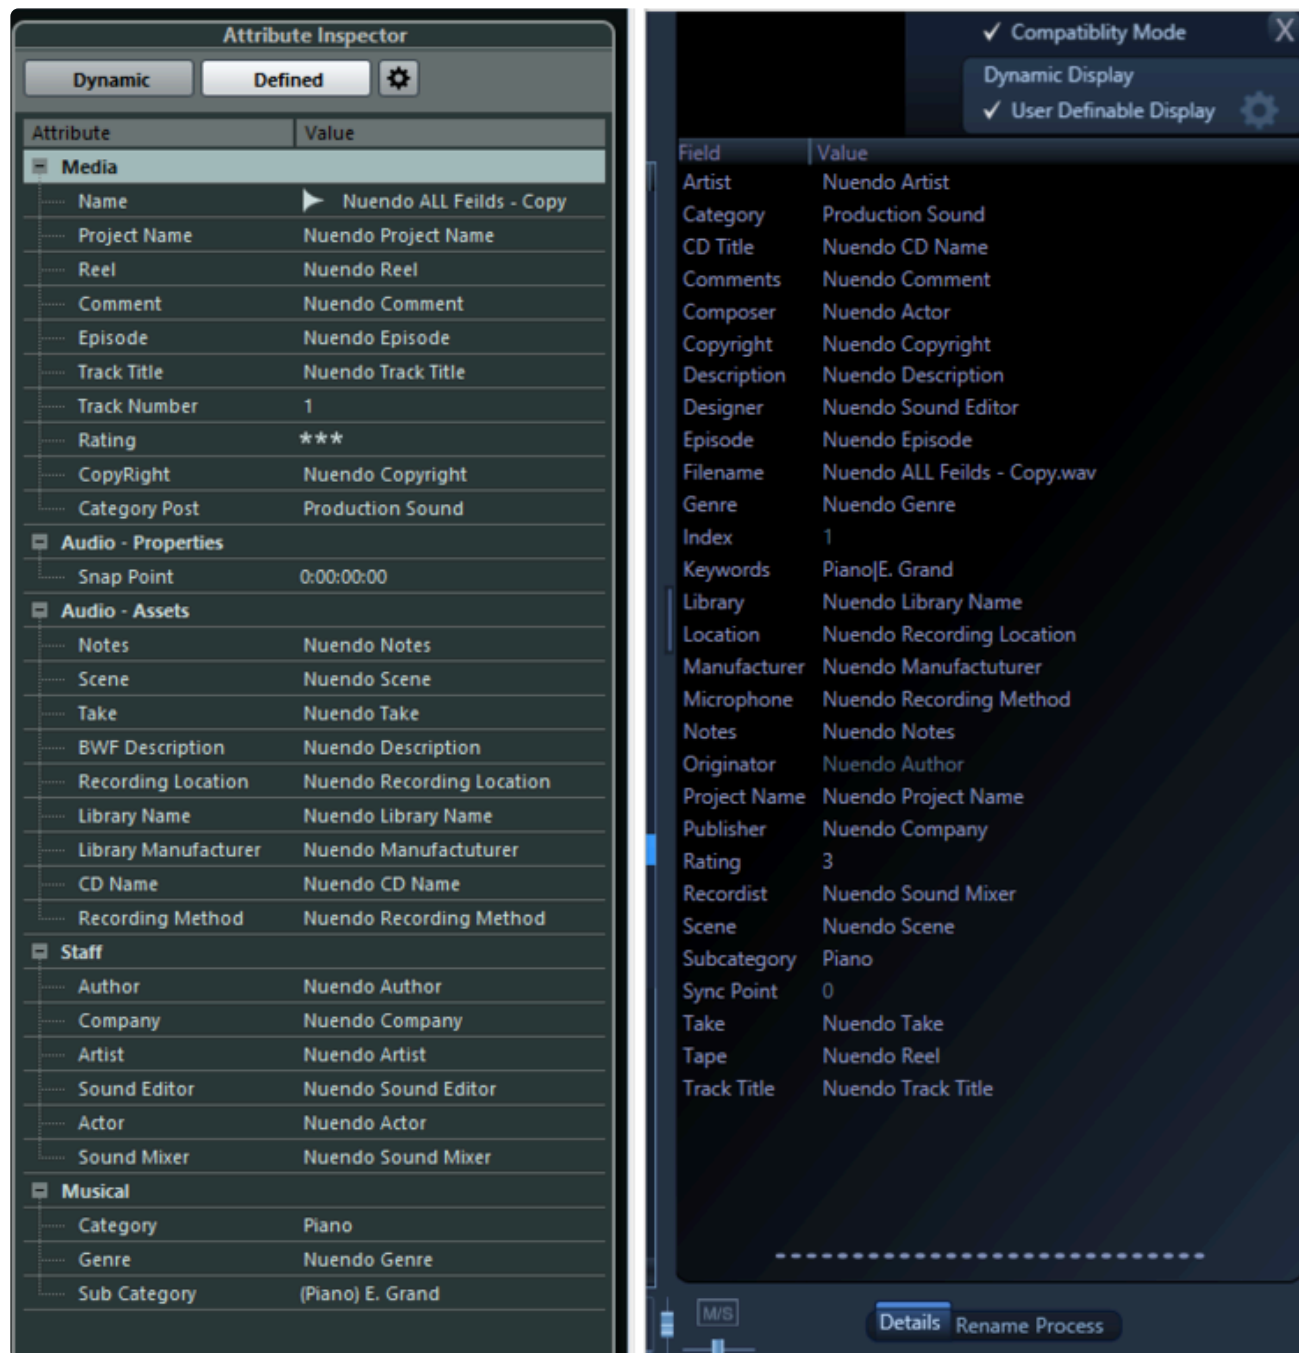 Attribute Inspector
Dynamic Defined
Attribute Value
Media
Name Nuendo ALL Feilds - Copy
Project Name Nuendo Project Name
Reel Nuendo Reel
Comment Nuendo Comment
Episode Nuendo Episode
Track Title Nuendo Track Title
Track Number 1
Rating ***
CopyRight Nuendo Copyright
Category Post Production Sound
Audio - Properties
Snap Point 0:00:00:00
Audio - Assets
Notes Nuendo Notes
Scene Nuendo Scene
Take Nuendo Take
BWF Description Nuendo Description
Recording Location Nuendo Recording Location
Library Name Nuendo Library Name
Library Manufacturer Nuendo Manufactuturer
CD Name Nuendo CD Name
Recording Method Nuendo Recording Method
Staff
Author Nuendo Author
Company Nuendo Company
Artist Nuendo Artist
Sound Editor Nuendo Sound Editor
Actor Nuendo Actor
Sound Mixer Nuendo Sound Mixer
Musical
Category Piano
Genre Nuendo Genre
Sub Category (Piano) E. Grand
✓ Compatiblity Mode X
Dynamic Display
✓ User Definable Display
Field Value
Artist Nuendo Artist
Category Production Sound
CD Title Nuendo CD Name
Comments Nuendo Comment
Composer Nuendo Actor
Copyright Nuendo Copyright
Description Nuendo Description
Designer Nuendo Sound Editor
Episode Nuendo Episode
Filename Nuendo ALL Feilds - Copy.wav
Genre Nuendo Genre
Index 1
Keywords Piano|E. Grand
Library Nuendo Library Name
Location Nuendo Recording Location
Manufacturer Nuendo Manufactuturer
Microphone Nuendo Recording Method
Notes Nuendo Notes
Originator Nuendo Author
Project Name Nuendo Project Name
Publisher Nuendo Company
Rating 3
Recordist Nuendo Sound Mixer
Scene Nuendo Scene
Subcategory Piano
Sync Point 0
Take Nuendo Take
Tape Nuendo Reel
Track Title Nuendo Track Title
M/S
Details Rename Process